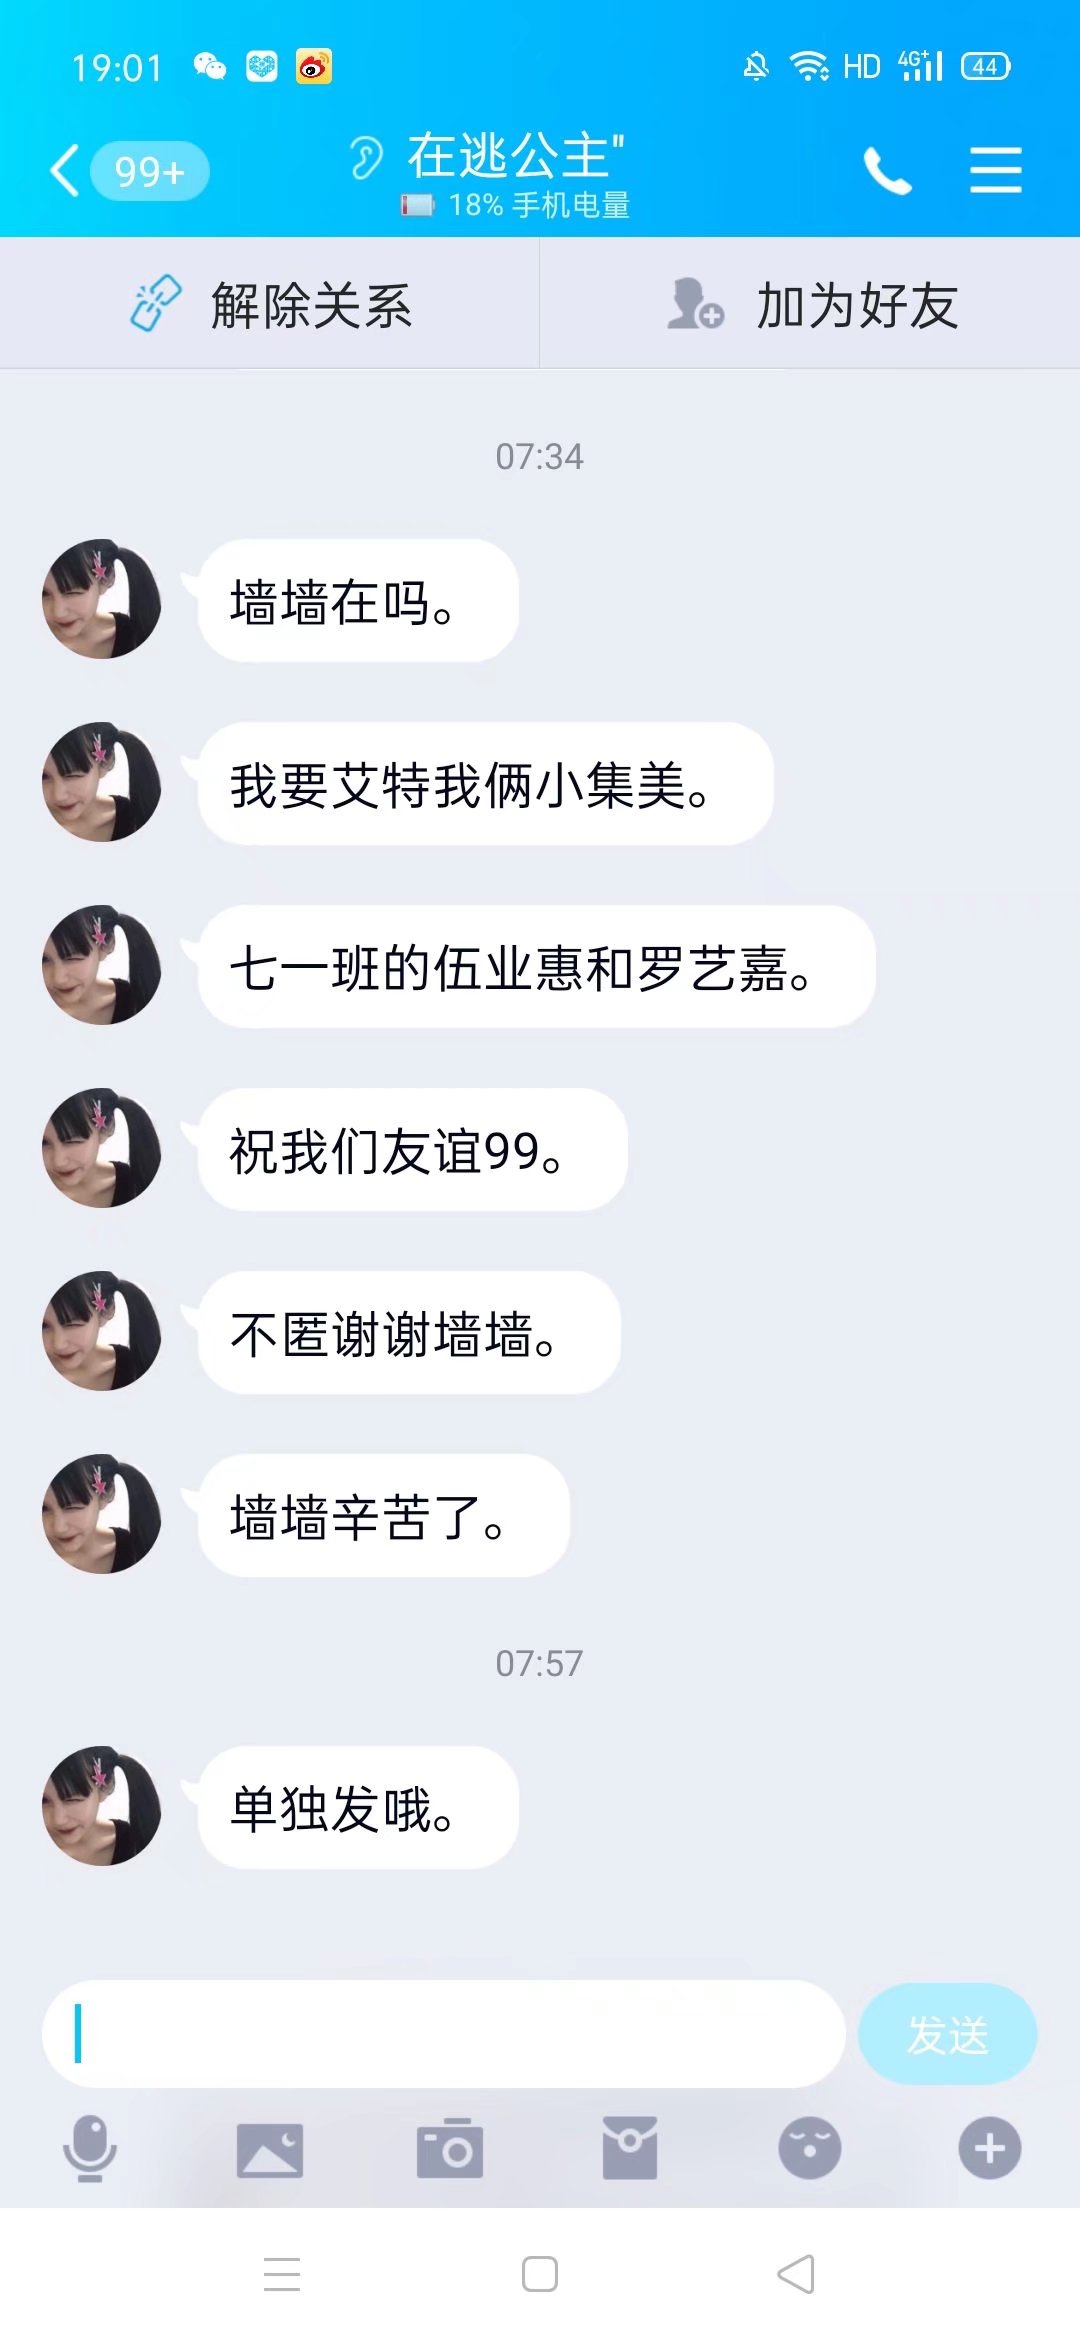 19:01
HD 4G+ 44
99+
在逃公主"
18% 手机电量
解除关系
加为好友
07:34
墙墙在吗。
我要艾特我俩小集美。
七一班的伍业惠和罗艺嘉。
祝我们友谊99。
不匿谢谢墙墙。
墙墙辛苦了。
07:57
单独发哦。
发送